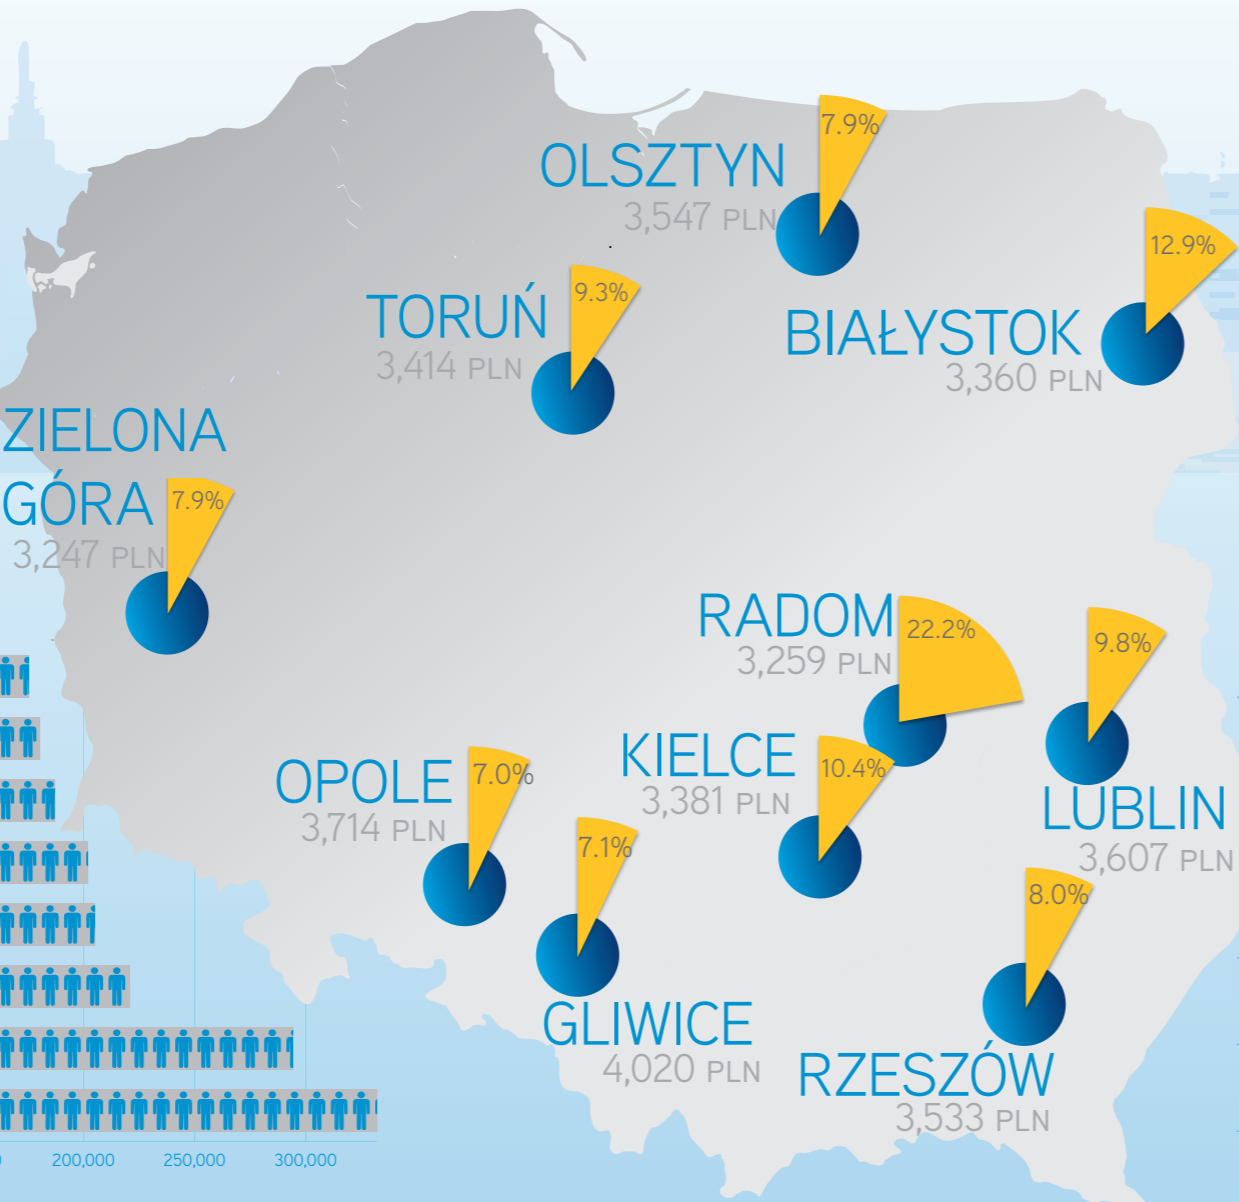 7.9%
OLSZTYN
3,547 PLN
12.9%
BIAŁYSTOK
3,360 PLN
9.3%
TORUŃ
3,414 PLN
ZIELONA
GÓRA
7.9%
3,247 PLN
RADOM
22.2%
3,259 PLN
9.8%
LUBLIN
3,607 PLN
KIELCE
10.4%
3,381 PLN
OPOLE
7.0%
3,714 PLN
7.1%
GLIWICE
4,020 PLN
8.0%
RZESZÓW
3,533 PLN
200,000 250,000 300,000